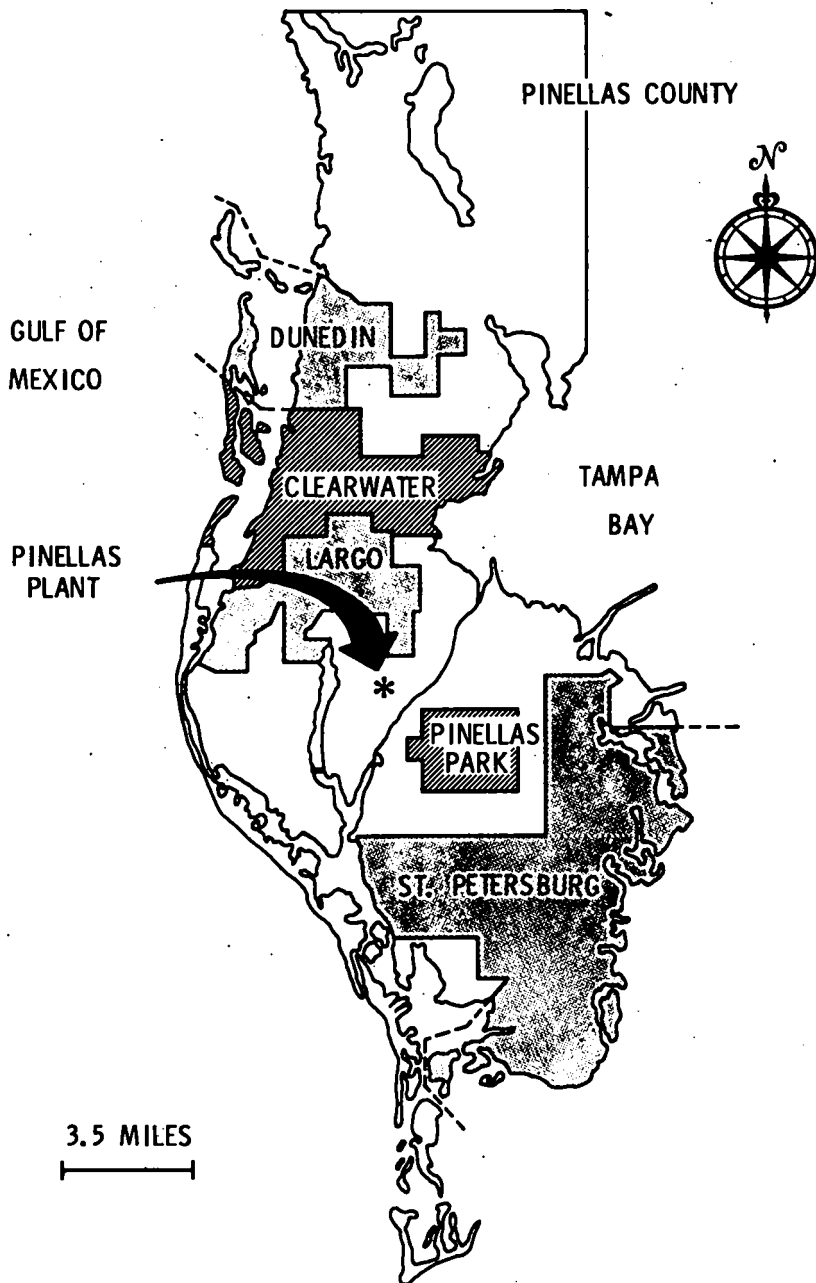 PINELLAS COUNTY
N
GULF OF
MEXICO
DUNEDIN
CLEARWATER
TAMPA
BAY
LARGO
PINELLAS
PLANT
*
PINELLAS
PARK
ST. PETERSBURG
3.5 MILES